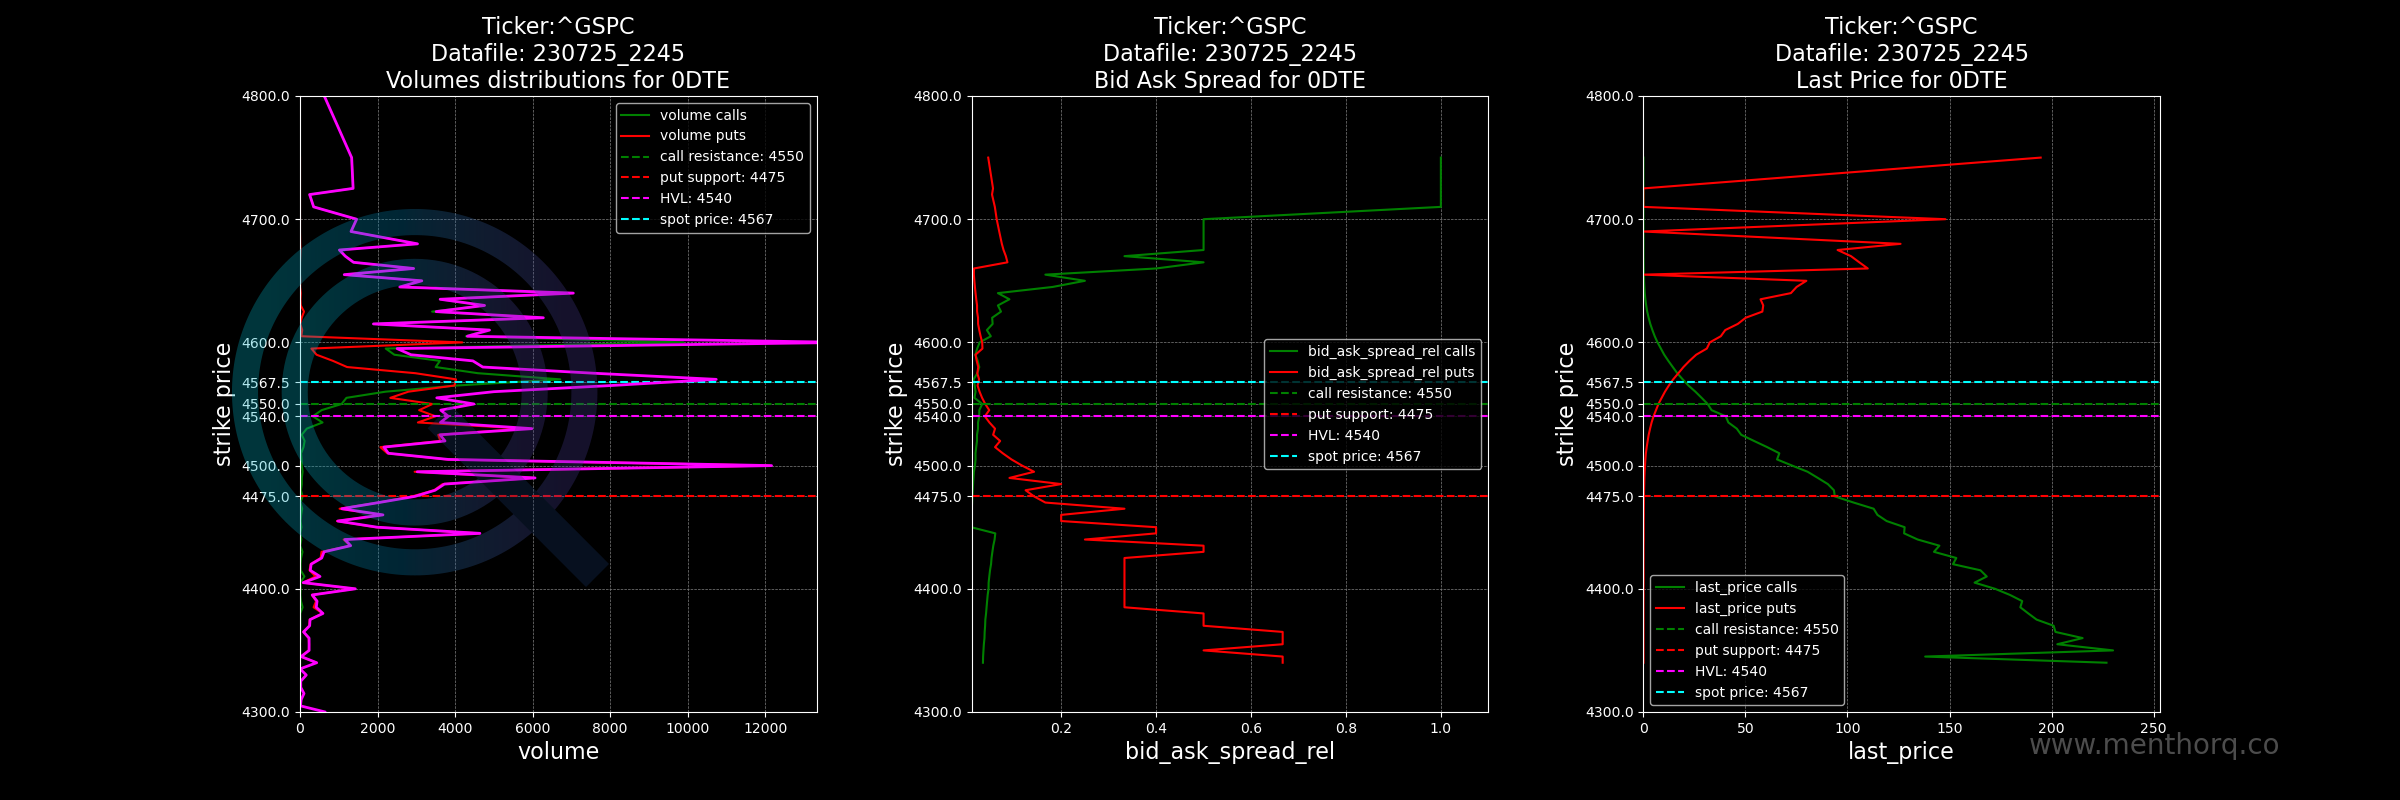 Ticker:^GSPC
Datafile: 230725_2245
Volumes distributions for 0DTE
4800.0
4700.0
4600.0
4567.5
4550.0
4540.0
4500.0
4475.0
4400.0
4300.0
strike price
volume calls
volume puts
call resistance: 4550
put support: 4475
HVL: 4540
spot price: 4567
0 2000 4000 6000 8000 10000 12000
volume
Ticker:^GSPC
Datafile: 230725_2245
Bid Ask Spread for 0DTE
4800.0
4700.0
4600.0
4567.5
4550.0
4540.0
4500.0
4475.0
4400.0
4300.0
strike price
bid_ask_spread_rel calls
bid_ask_spread_rel puts
call resistance: 4550
put support: 4475
HVL: 4540
spot price: 4567
0.2 0.4 0.6 0.8 1.0
bid_ask_spread_rel
Ticker:^GSPC
Datafile: 230725_2245
Last Price for 0DTE
4800.0
4700.0
4600.0
4567.5
4550.0
4540.0
4500.0
4475.0
4400.0
4300.0
strike price
last_price calls
last_price puts
call resistance: 4550
put support: 4475
HVL: 4540
spot price: 4567
0 50 100 150 200 250
last_price
www.menthorq.co